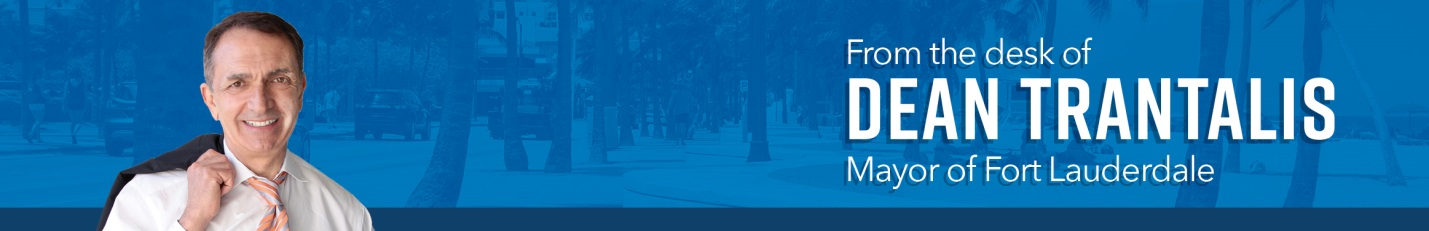 From the desk of
DEAN TRANTALIS
Mayor of Fort Lauderdale